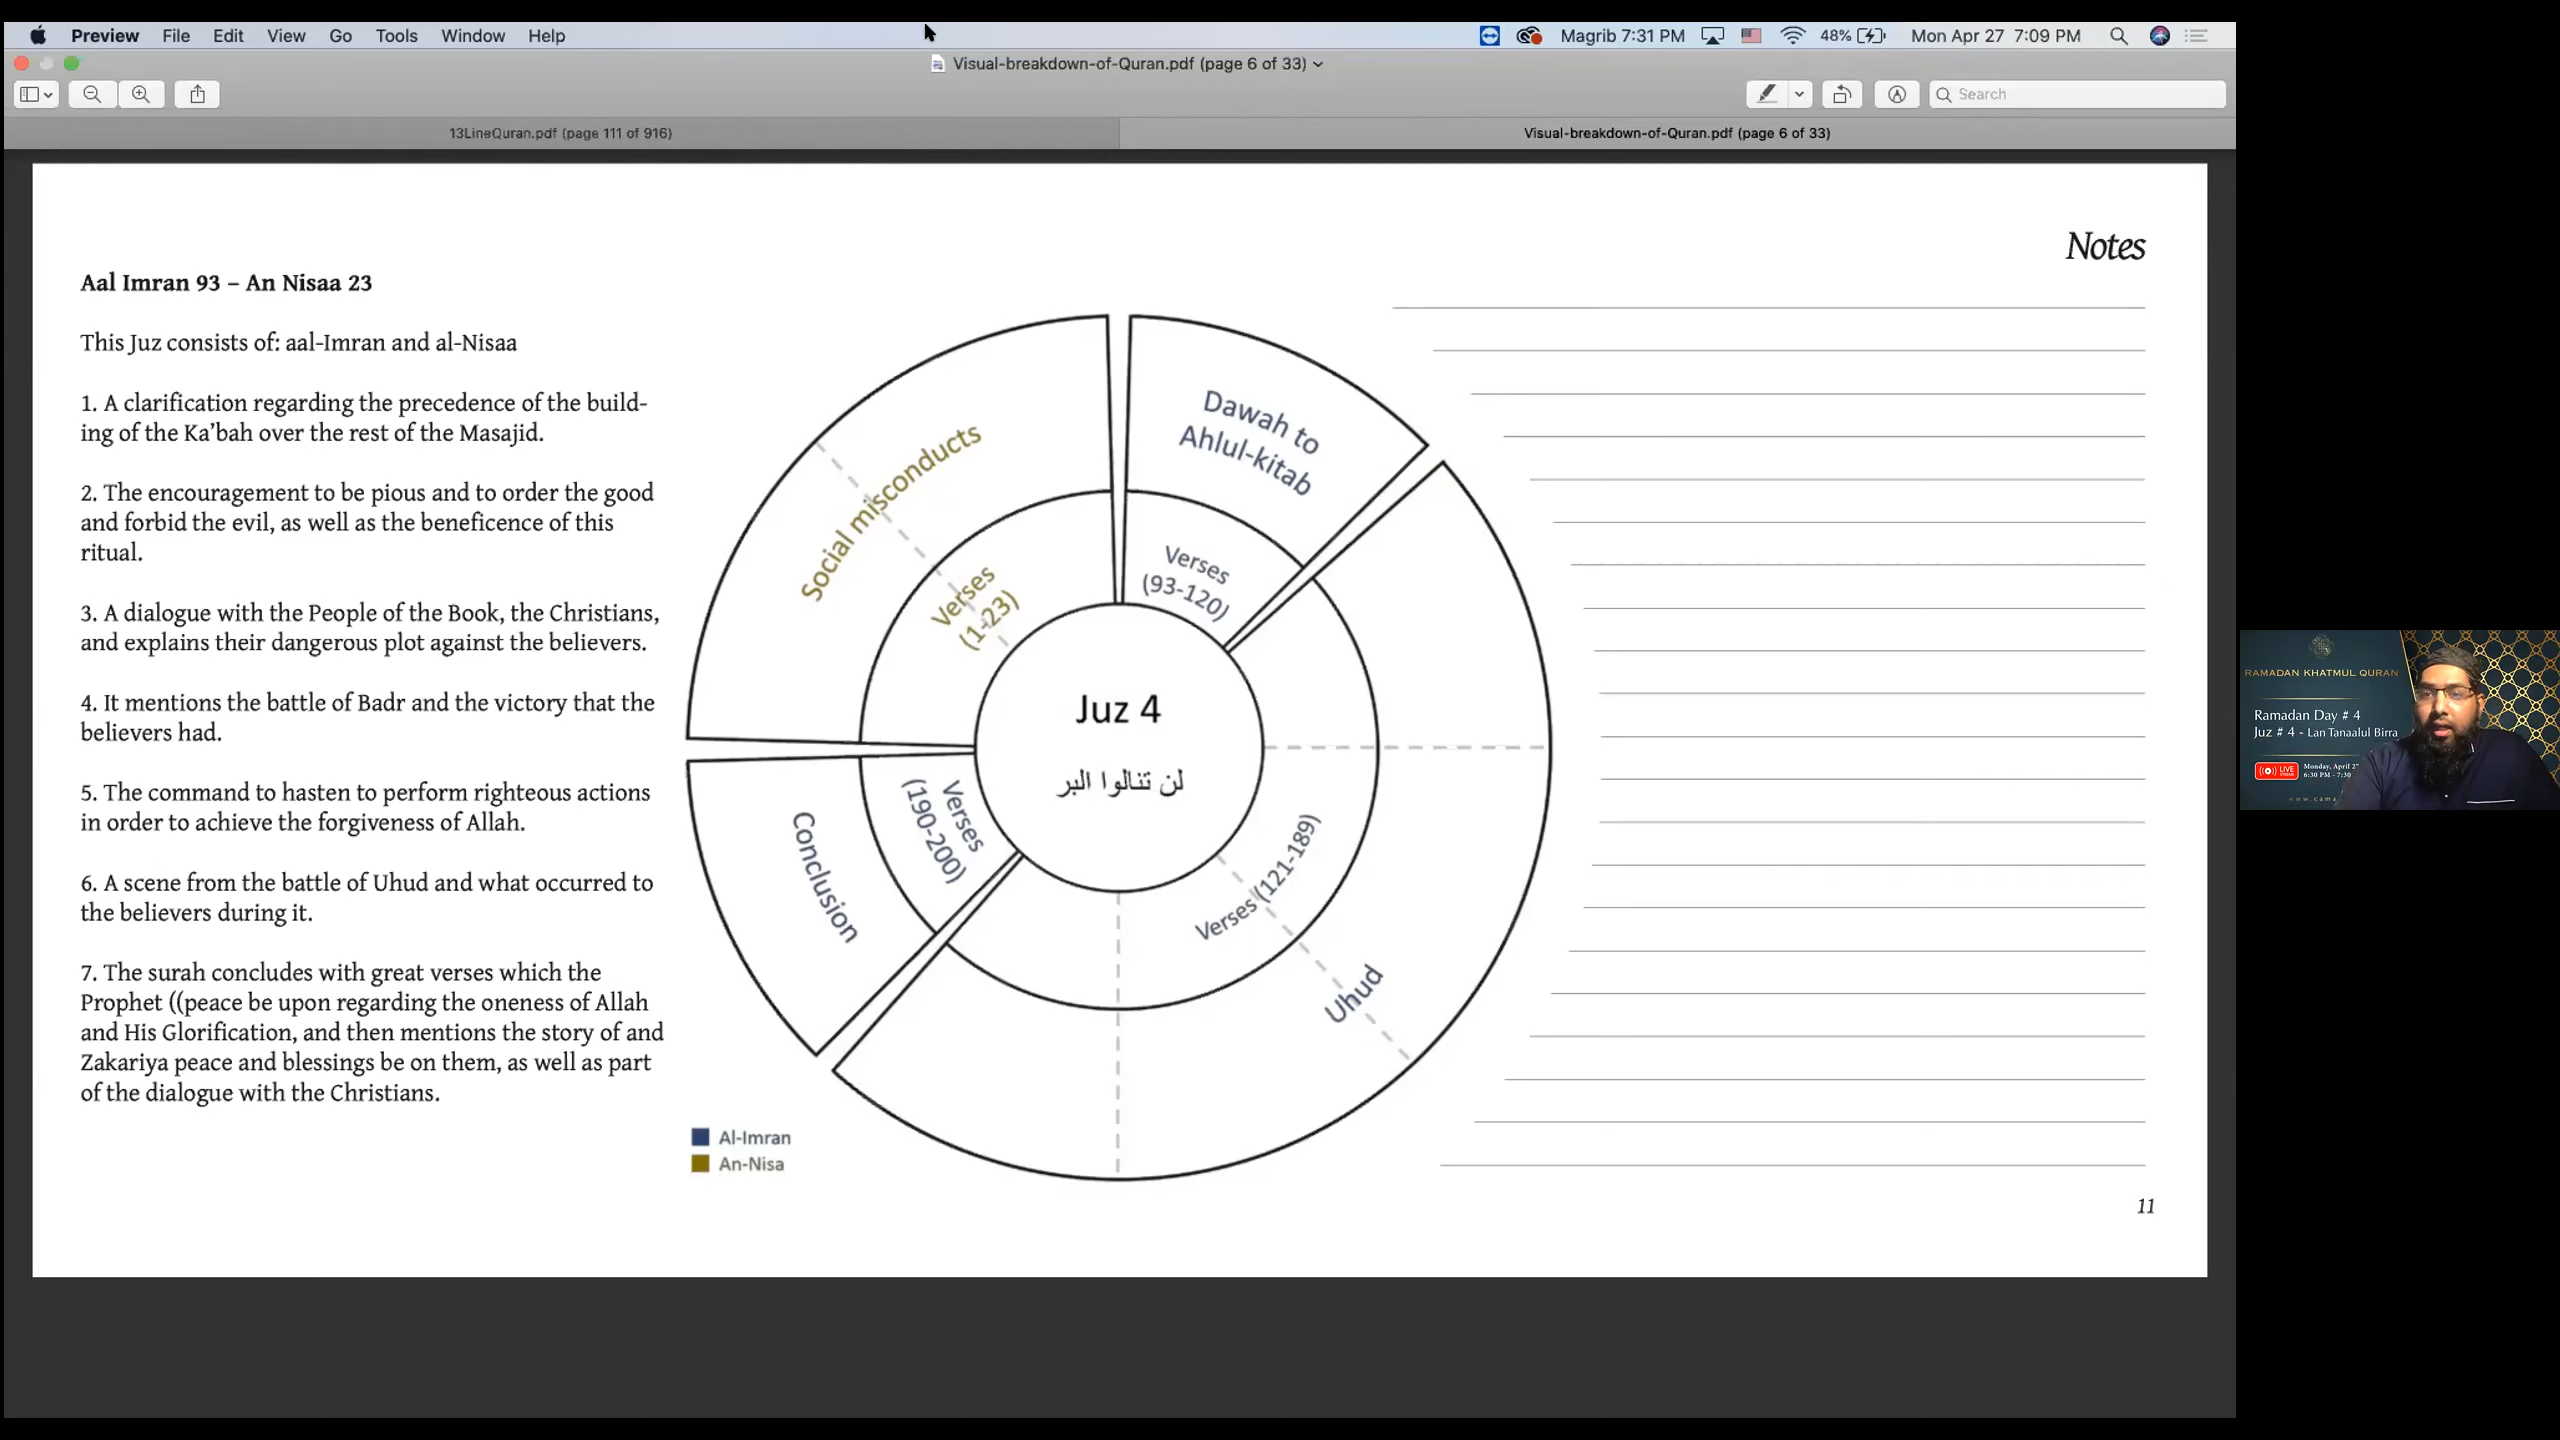 Preview File Edit View Go Tools Window Help
Magrib 7:31 PM 48% Mon Apr 27 7:09 PM
Visual-breakdown-of-Quran.pdf (page 6 of 33)
Search
13LineQuran.pdf (page 111 of 916)
Visual-breakdown-of-Quran.pdf (page 6 of 33)
Notes
Aal Imran 93 – An Nisaa 23
This Juz consists of: aal-Imran and al-Nisaa
1. A clarification regarding the precedence of the build-
ing of the Ka’bah over the rest of the Masajid.
2. The encouragement to be pious and to order the good
and forbid the evil, as well as the beneficence of this
ritual.
3. A dialogue with the People of the Book, the Christians,
and explains their dangerous plot against the believers.
4. It mentions the battle of Badr and the victory that the
believers had.
5. The command to hasten to perform righteous actions
in order to achieve the forgiveness of Allah.
6. A scene from the battle of Uhud and what occurred to
the believers during it.
7. The surah concludes with great verses which the
Prophet ((peace be upon regarding the oneness of Allah
and His Glorification, and then mentions the story of and
Zakariya peace and blessings be on them, as well as part
of the dialogue with the Christians.
Dawah to
Ahlul-kitab
Verses
(93-120)
Social misconducts
Verses
(1-23)
Juz 4
لن تنالوا البر
Verses
(190-200)
Conclusion
Verses (121-189)
Uhud
Al-Imran
An-Nisa
11
RAMADAN KHATMUL QURAN
Ramadan Day # 4
Juz # 4 - Lan Tanaalul Birra
LIVE
Monday, April 2
6:30 PM - 7:30